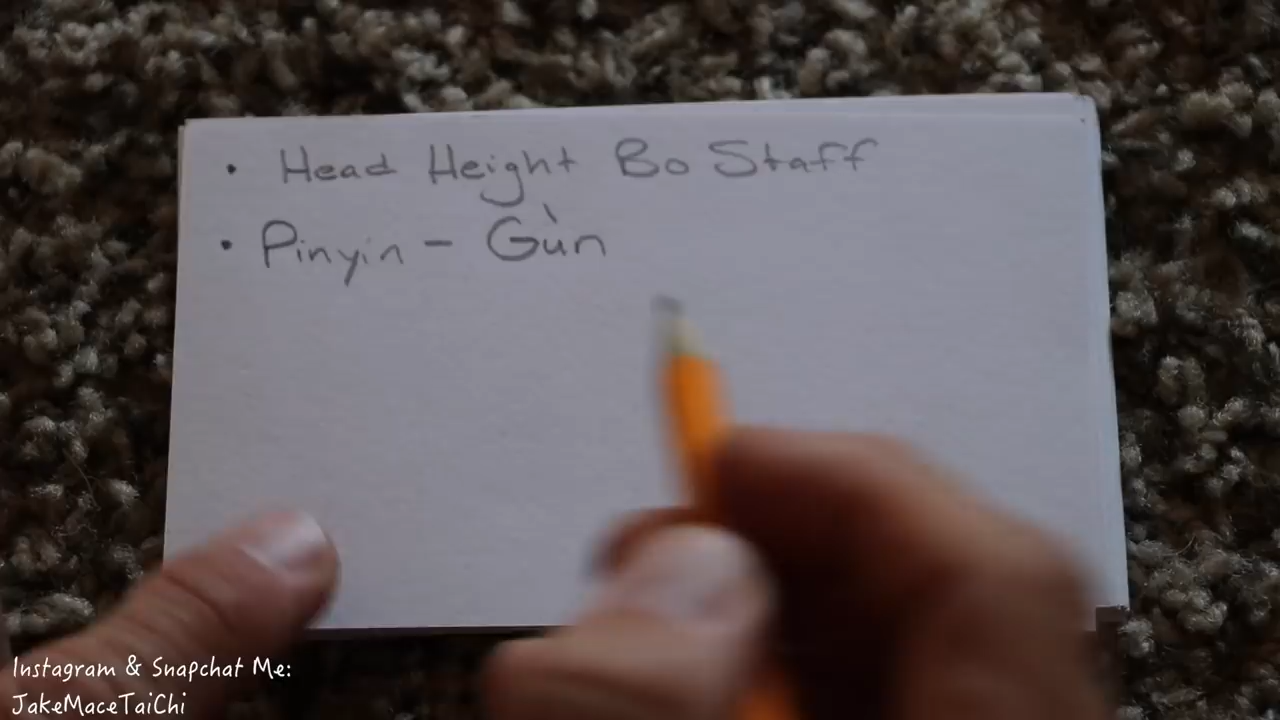 • Head Height Bo Staff
• Pinyin - Gùn
Instagram & Snapchat Me:
JakeMaceTaiChi